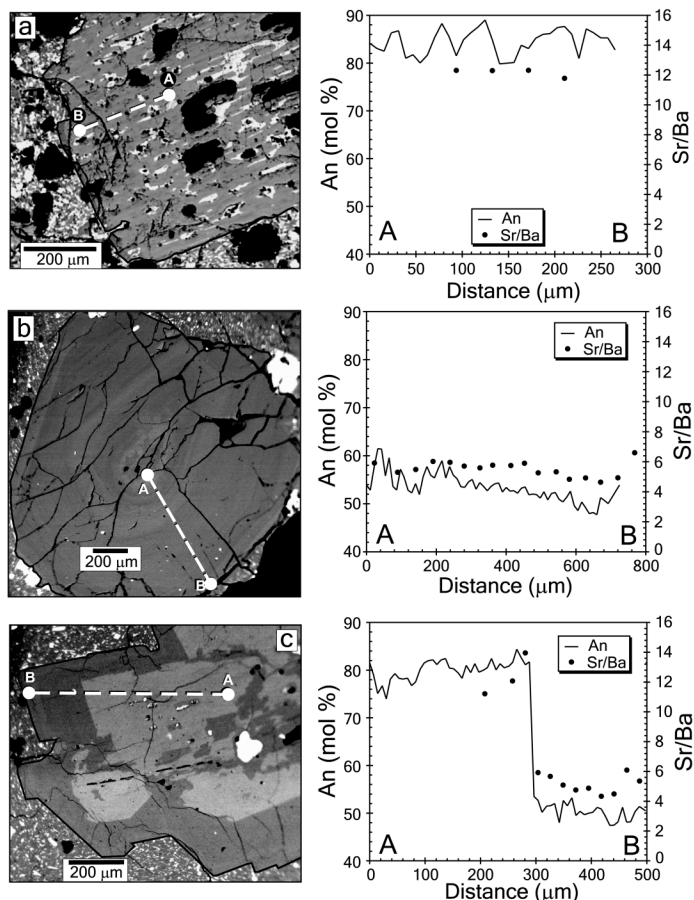 a
A
B
200 µm
An (mol %)
90
80
70
60
50
40
16
14
12
10
8
6
4
2
0
Sr/Ba
An
Sr/Ba
A
B
0 50 100 150 200 250 300
Distance (µm)
b
A
B
200 µm
An (mol %)
90
80
70
60
50
40
16
14
12
10
8
6
4
2
0
Sr/Ba
An
Sr/Ba
A
B
0 200 400 600 800
Distance (µm)
c
B
A
200 µm
An (mol %)
90
80
70
60
50
40
16
14
12
10
8
6
4
2
0
Sr/Ba
An
Sr/Ba
A
B
0 100 200 300 400 500
Distance (µm)